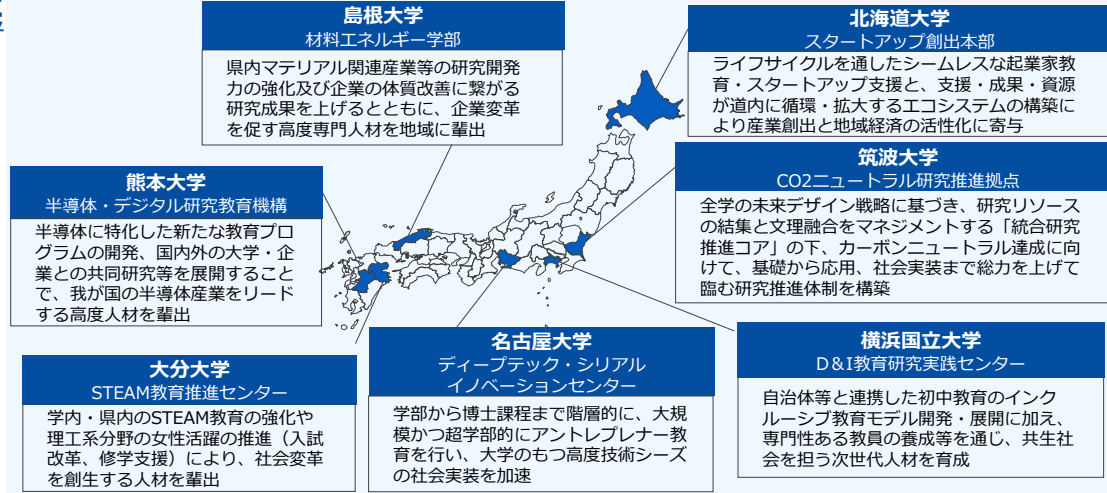 島根大学
材料エネルギー学部
県内マテリアル関連産業等の研究開発
力の強化及び企業の体質改善に繋がる
研究成果を上げるとともに、企業変革
を促す高度専門人材を地域に輩出
北海道大学
スタートアップ創出本部
ライフサイクルを通したシームレスな起業家教
育・スタートアップ支援と、支援・成果・資源
が道内に循環・拡大するエコシステムの構築に
より産業創出と地域経済の活性化に寄与
熊本大学
半導体・デジタル研究教育機構
半導体に特化した新たな教育プロ
グラムの開発、国内外の大学・企
業との共同研究等を展開すること
で、我が国の半導体産業をリード
する高度人材を輩出
筑波大学
CO2ニュートラル研究推進拠点
全学の未来デザイン戦略に基づき、研究リソース
の結集と文理融合をマネジメントする「統合研究
推進コア」の下、カーボンニュートラル達成に向
けて、基礎から応用、社会実装まで総力を上げて
臨む研究推進体制を構築
大分大学
STEAM教育推進センター
学内・県内のSTEAM教育の強化や
理工系分野の女性活躍の推進（入試
改革、修学支援）により、社会変革
を創生する人材を輩出
名古屋大学
ディープテック・シリアル
イノベーションセンター
学部から博士課程まで階層的に、大規
模かつ超学部的にアントレプレナー教
育を行い、大学のもつ高度技術シーズ
の社会実装を加速
横浜国立大学
D&I教育研究実践センター
自治体等と連携した初中教育のインク
ルーシブ教育モデル開発・展開に加え、
専門性ある教員の養成等を通じ、共生社
会を担う次世代人材を育成